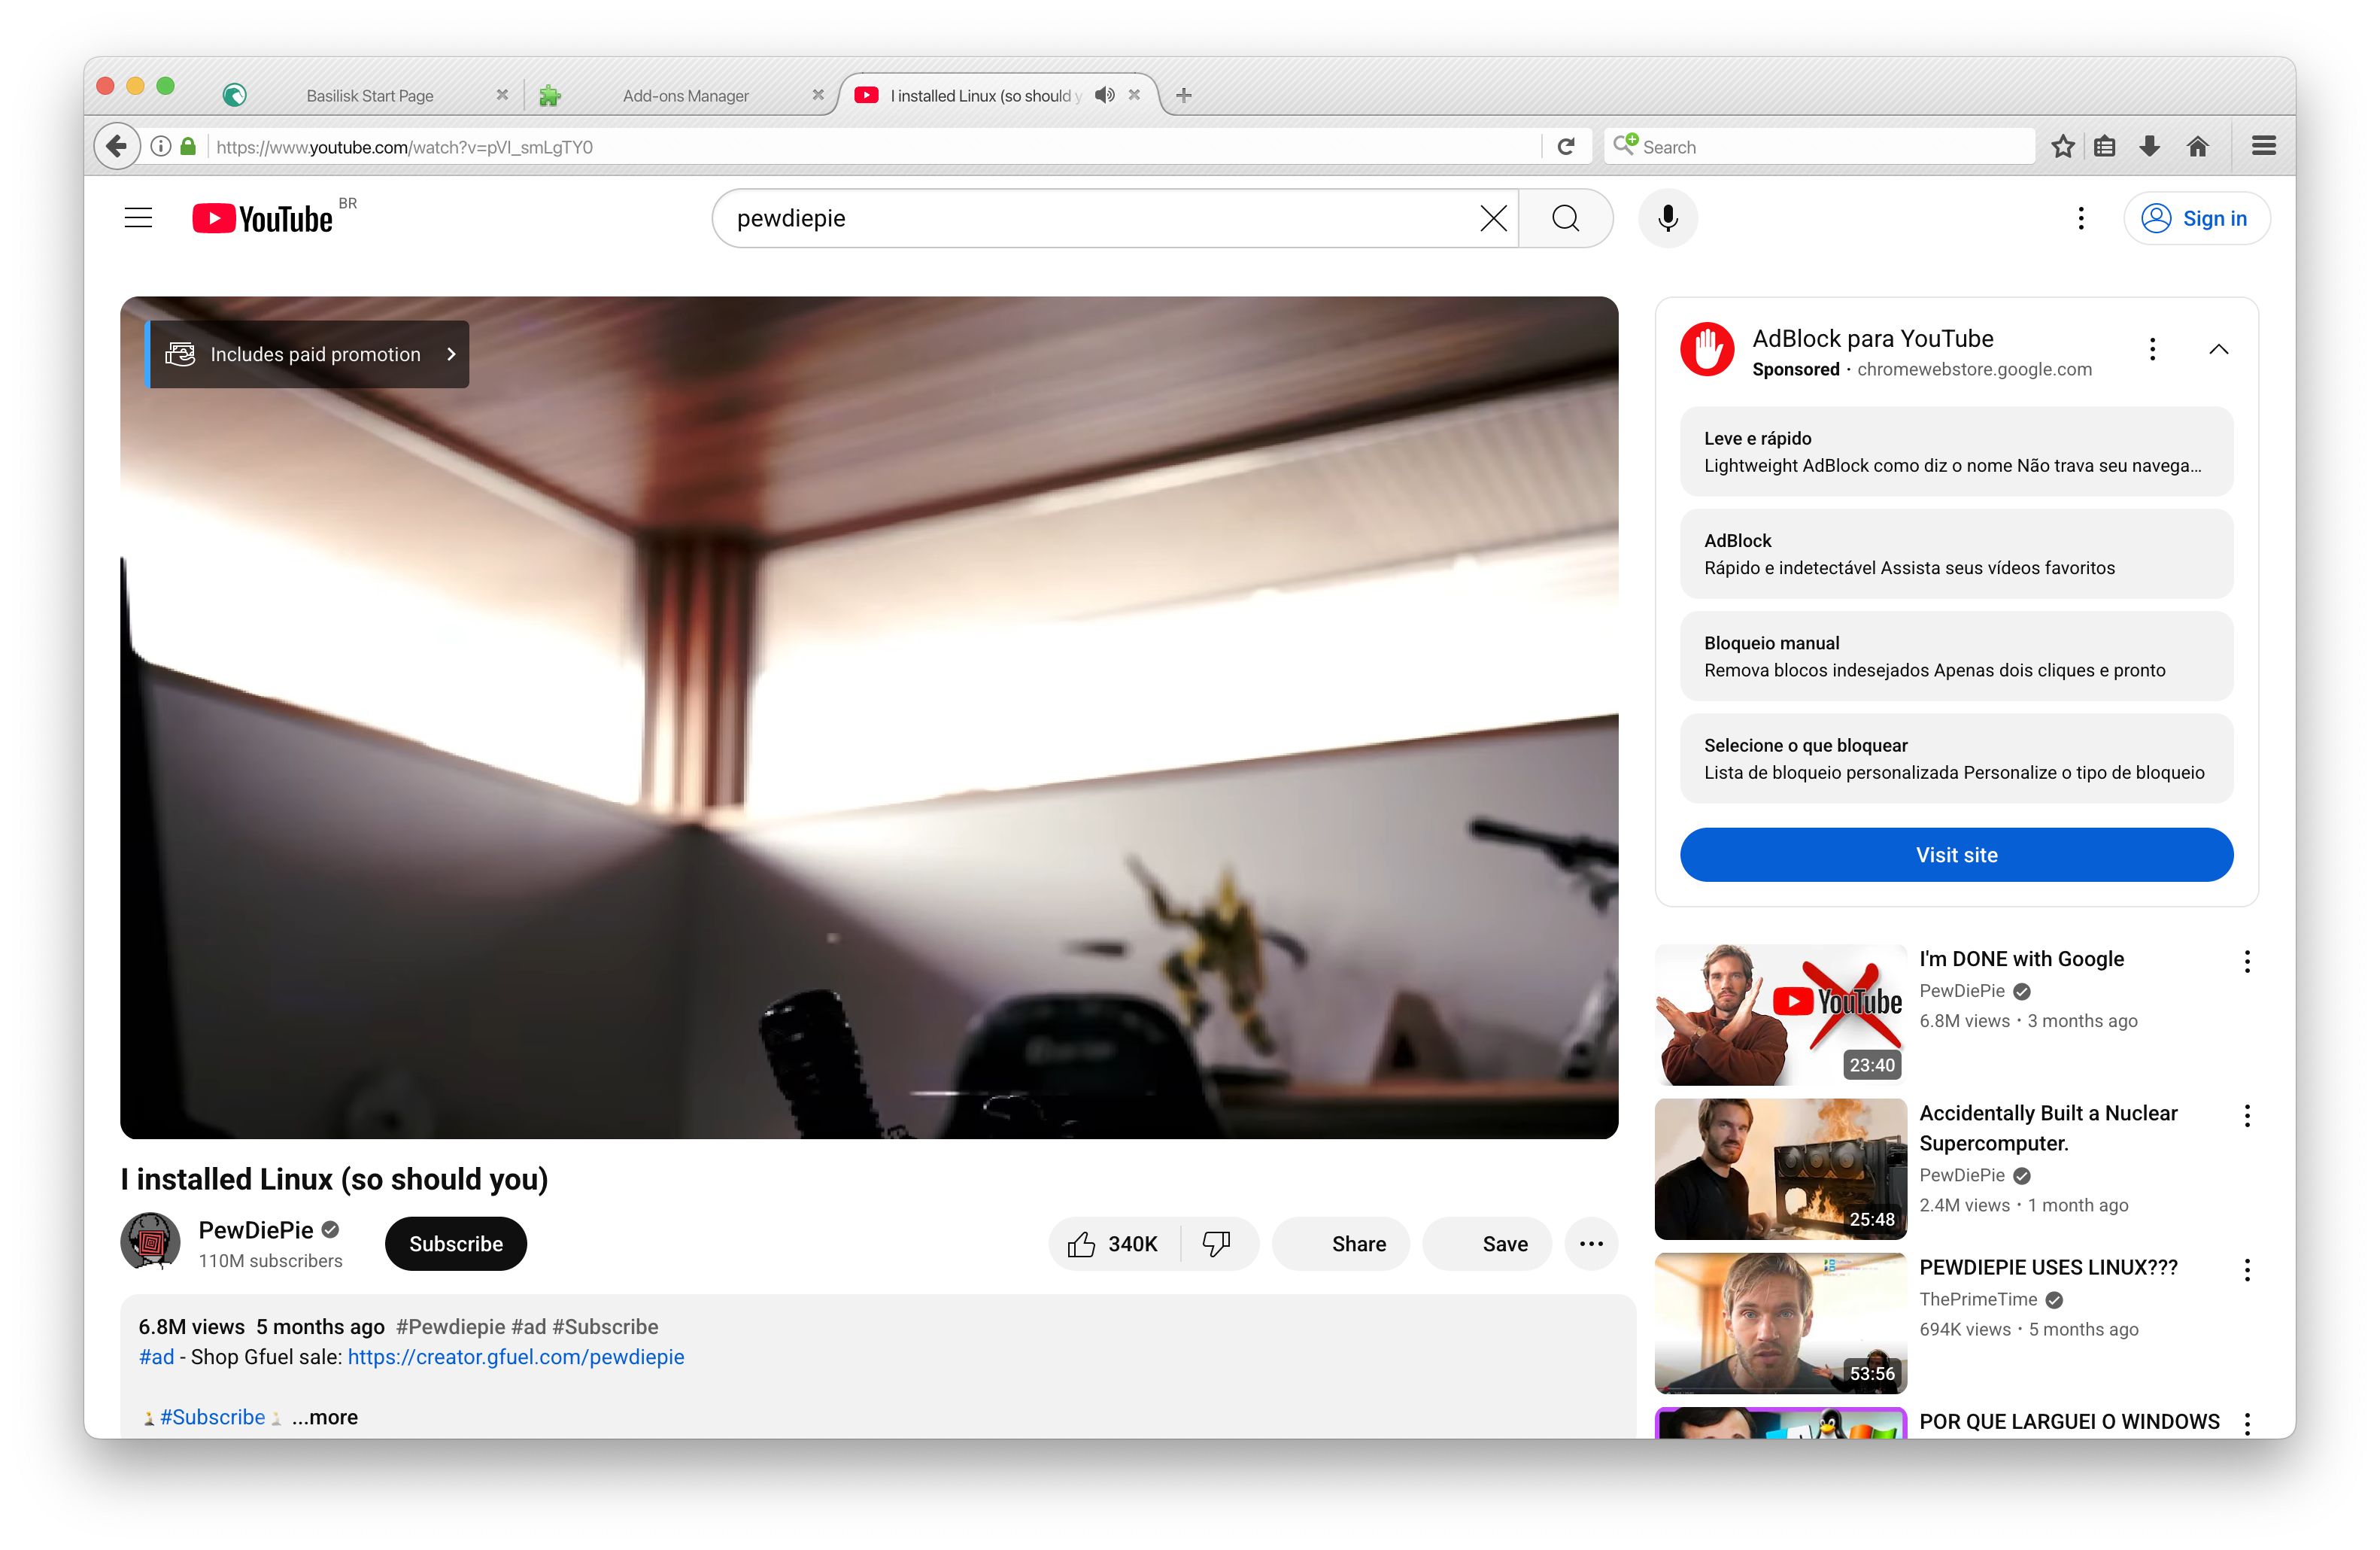 Basilisk Start Page
Add-ons Manager
I installed Linux (so should y
https://www.youtube.com/watch?v=pVI_smLgTY0
Search
YouTube BR
pewdiepie
Sign in
Includes paid promotion
AdBlock para YouTube
Sponsored · chromewebstore.google.com
Leve e rápido
Lightweight AdBlock como diz o nome Não trava seu navega...
AdBlock
Rápido e indetectável Assista seus vídeos favoritos
Bloqueio manual
Remova blocos indesejados Apenas dois cliques e pronto
Selecione o que bloquear
Lista de bloqueio personalizada Personalize o tipo de bloqueio
Visit site
I installed Linux (so should you)
PewDiePie
110M subscribers
Subscribe
340K
Share
Save
6.8M views 5 months ago #Pewdiepie #ad #Subscribe
#ad - Shop Gfuel sale: https://creator.gfuel.com/pewdiepie
#Subscribe ...more
YouTube
23:40
I'm DONE with Google
PewDiePie
6.8M views · 3 months ago
25:48
Accidentally Built a Nuclear
Supercomputer.
PewDiePie
2.4M views · 1 month ago
53:56
PEWDIEPIE USES LINUX???
ThePrimeTime
694K views · 5 months ago
POR QUE LARGUEI O WINDOWS